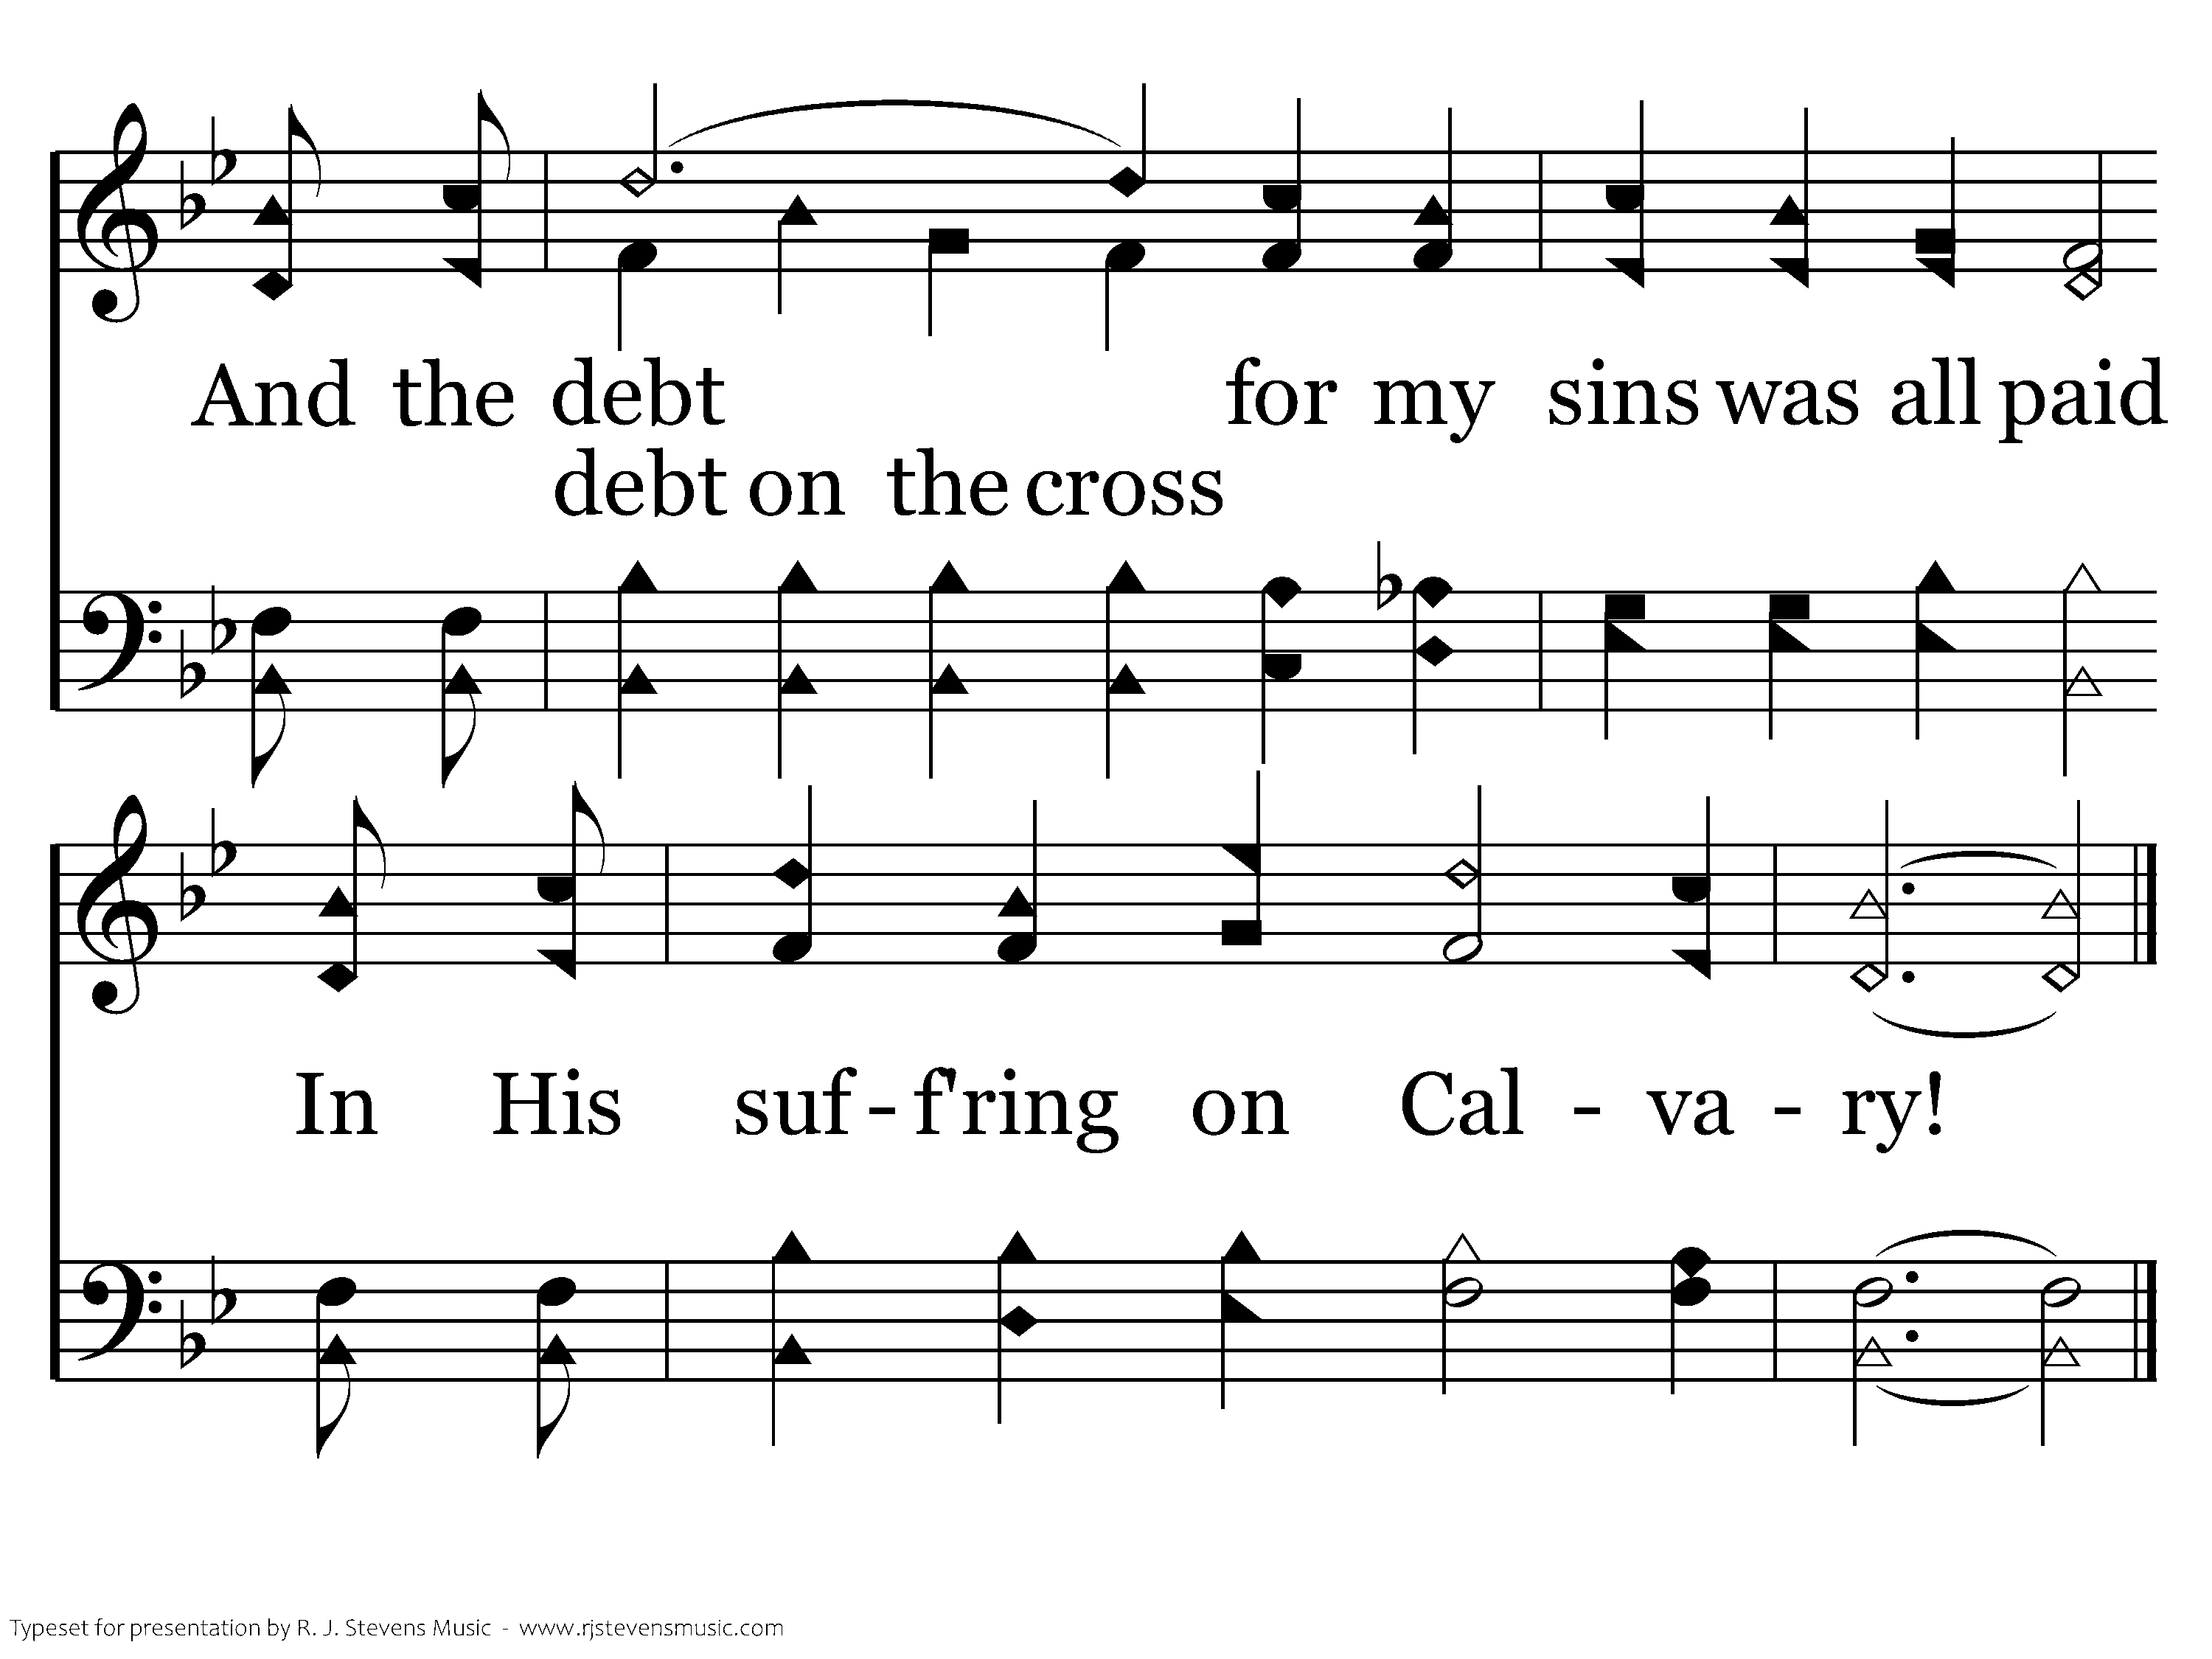 And the debt for my sins was all paid
debt on the cross
In His suf - f'ring on Cal - va - ry!
Typeset for presentation by R. J. Stevens Music - www.rjstevensmusic.com